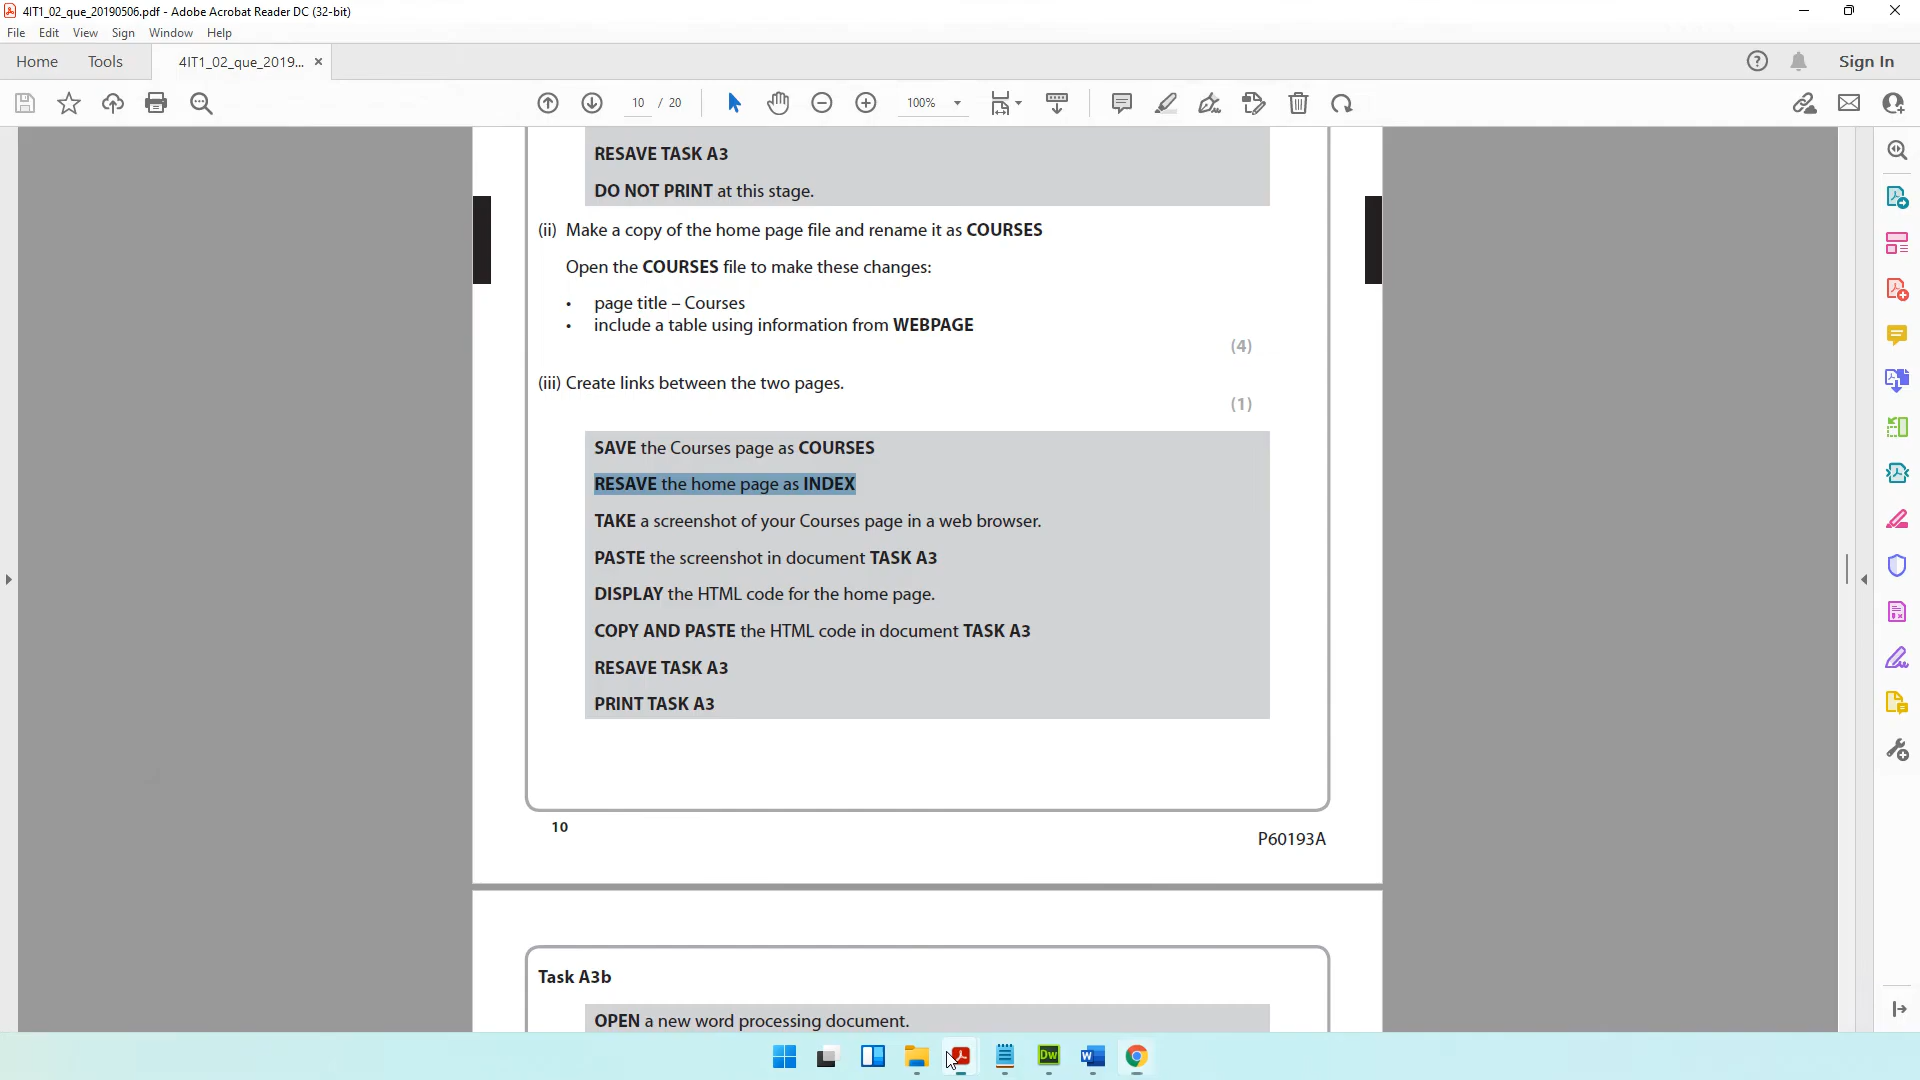 4IT1_02_que_20190506.pdf - Adobe Acrobat Reader DC (32-bit)
File Edit View Sign Window Help
Home Tools 4IT1_02_que_2019... × Sign In
10 / 20 100%
RESAVE TASK A3
DO NOT PRINT at this stage.
(ii) Make a copy of the home page file and rename it as COURSES
Open the COURSES file to make these changes:
• page title – Courses
• include a table using information from WEBPAGE
(4)
(iii) Create links between the two pages.
(1)
SAVE the Courses page as COURSES
RESAVE the home page as INDEX
TAKE a screenshot of your Courses page in a web browser.
PASTE the screenshot in document TASK A3
DISPLAY the HTML code for the home page.
COPY AND PASTE the HTML code in document TASK A3
RESAVE TASK A3
PRINT TASK A3
10
P60193A
Task A3b
OPEN a new word processing document.
Dw W